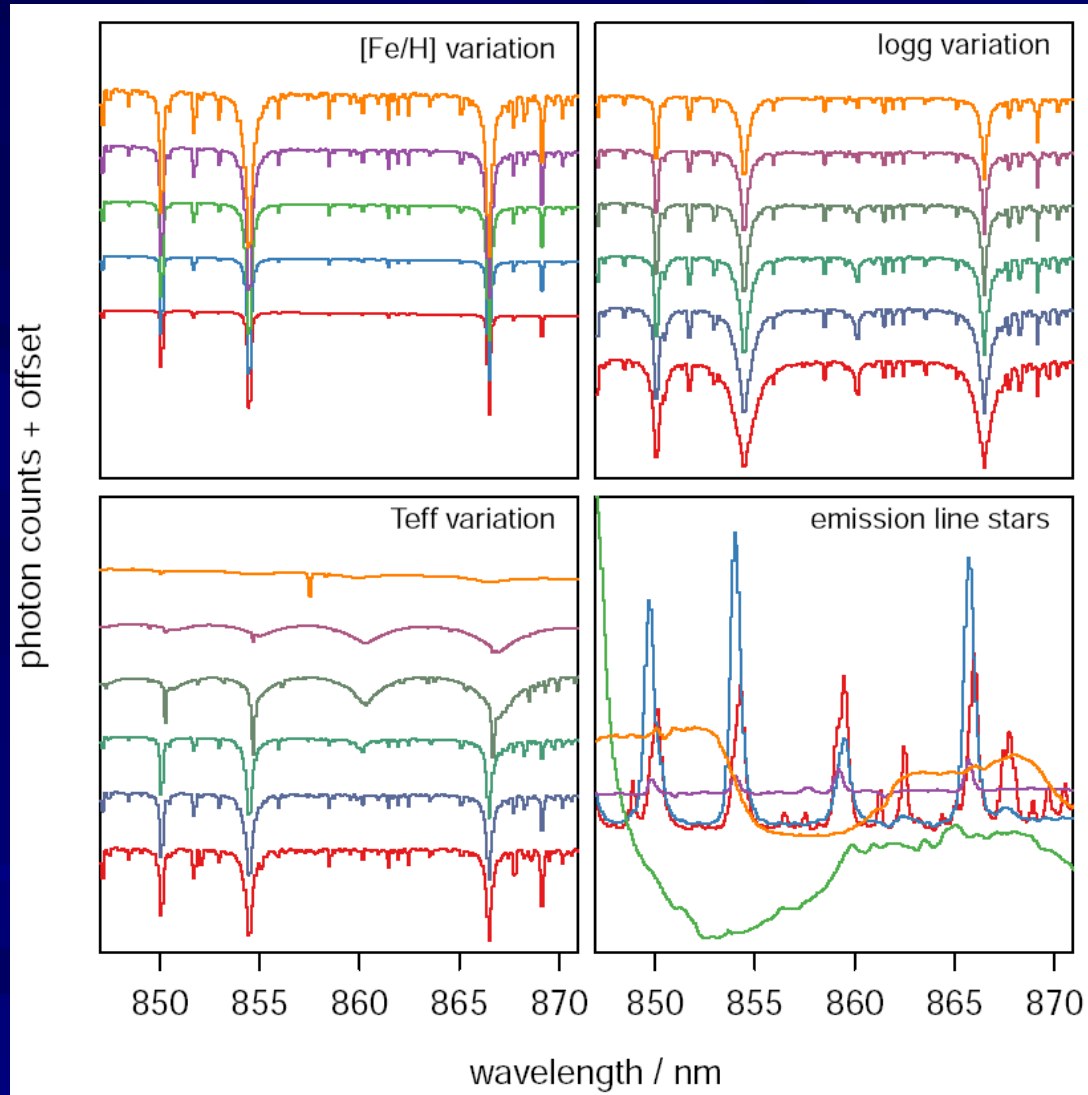 [Fe/H] variation
logg variation
Teff variation
emission line stars
photon counts + offset
850 855 860 865 870
850 855 860 865 870
wavelength / nm